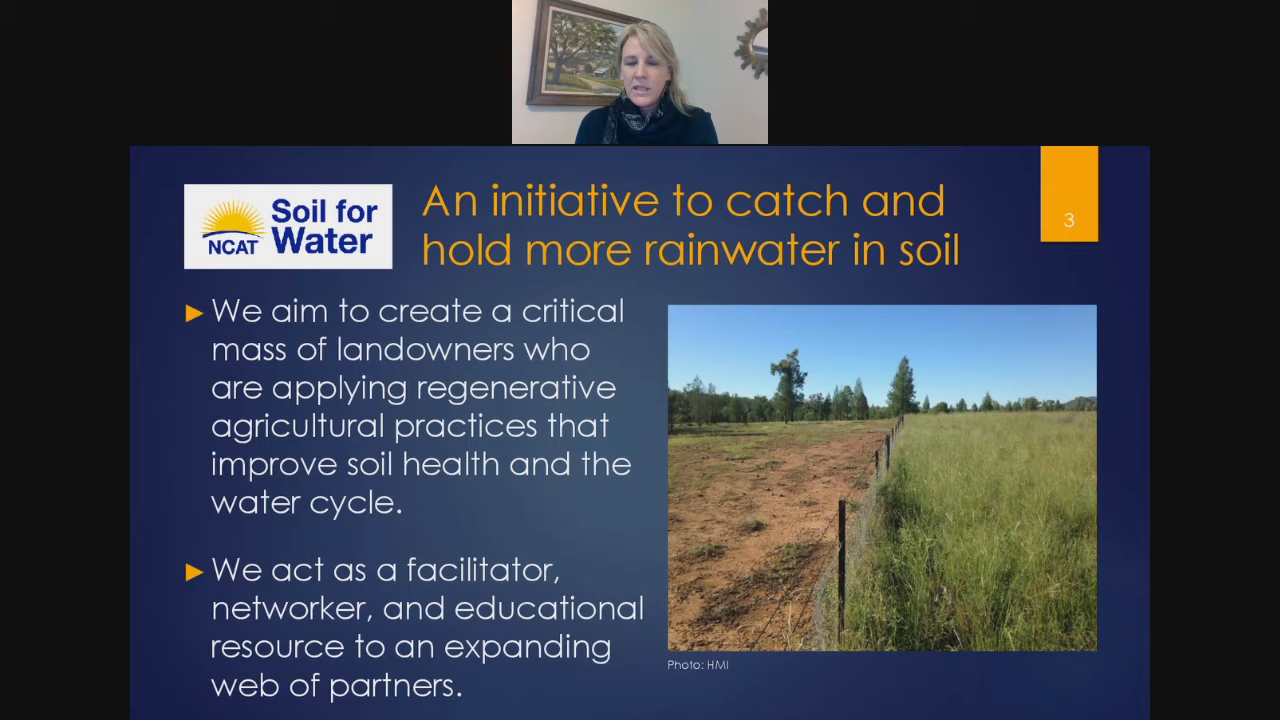 NCAT
Soil for
Water
An initiative to catch and
hold more rainwater in soil
3
► We aim to create a critical
mass of landowners who
are applying regenerative
agricultural practices that
improve soil health and the
water cycle.
► We act as a facilitator,
networker, and educational
resource to an expanding
web of partners.
Photo: HMI